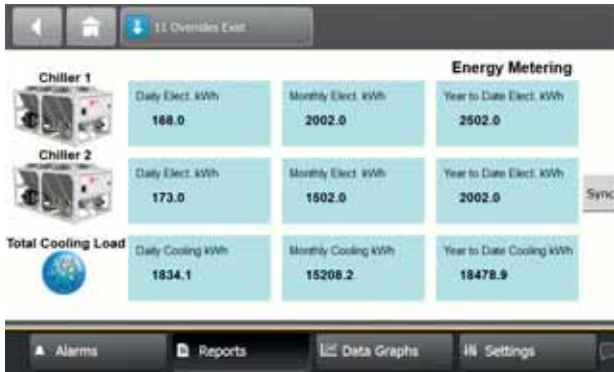 11 Overrides Exist
Energy Metering
Chiller 1
Daily Elect. kWh
Monthly Elect. kWh
Year to Date Elect. kWh
168.0
2002.0
2502.0
Chiller 2
Daily Elect. kWh
Monthly Elect. kWh
Year to Date Elect. kWh
173.0
1502.0
2002.0
Sync
Total Cooling Load
Daily Cooling kWh
Monthly Cooling kWh
Year to Date Cooling kWh
1834.1
15208.2
18478.9
Alarms
Reports
Data Graphs
Settings